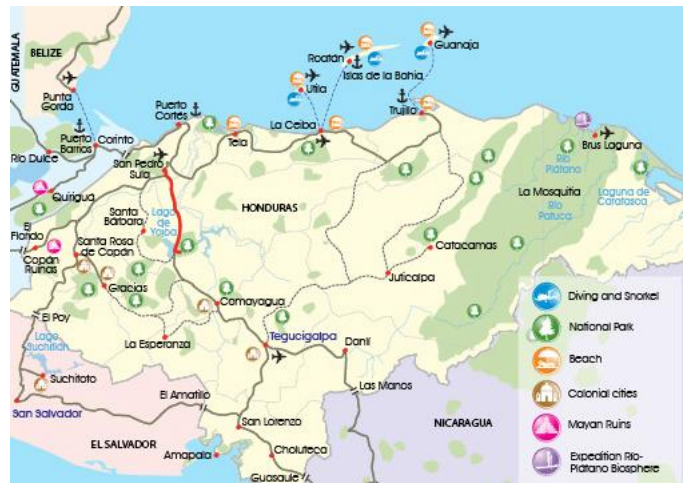 GUATEMALA
BELIZE
Punta
Gorda
Puerto
Barrios
Corinto
Río Dulce
Quirigua
El
Florido
Copán
Ruinas
Puerto
Cortés
San Pedro
Sula
Tela
La Ceiba
Utila
Roatán
Islas de la Bahía
Guanaja
Trujillo
Brus Laguna
Río
Plátano
La Mosquitia
Río
Patuca
Laguna de
Caratasca
HONDURAS
Santa
Bárbara
Lago
de
Yojoa
Santa Rosa
de Copán
Gracias
Catacamas
Juticalpa
Comayagua
El Poy
La Esperanza
Tegucigalpa
Danlí
Lago
Suchitlán
Suchitoto
San Salvador
El Amatillo
Las Manos
San Lorenzo
EL SALVADOR
NICARAGUA
Amapala
Choluteca
Guasaule
Diving and Snorkel
National Park
Beach
Colonial cities
Mayan Ruins
Expedition Río-
Plátano Biosphere